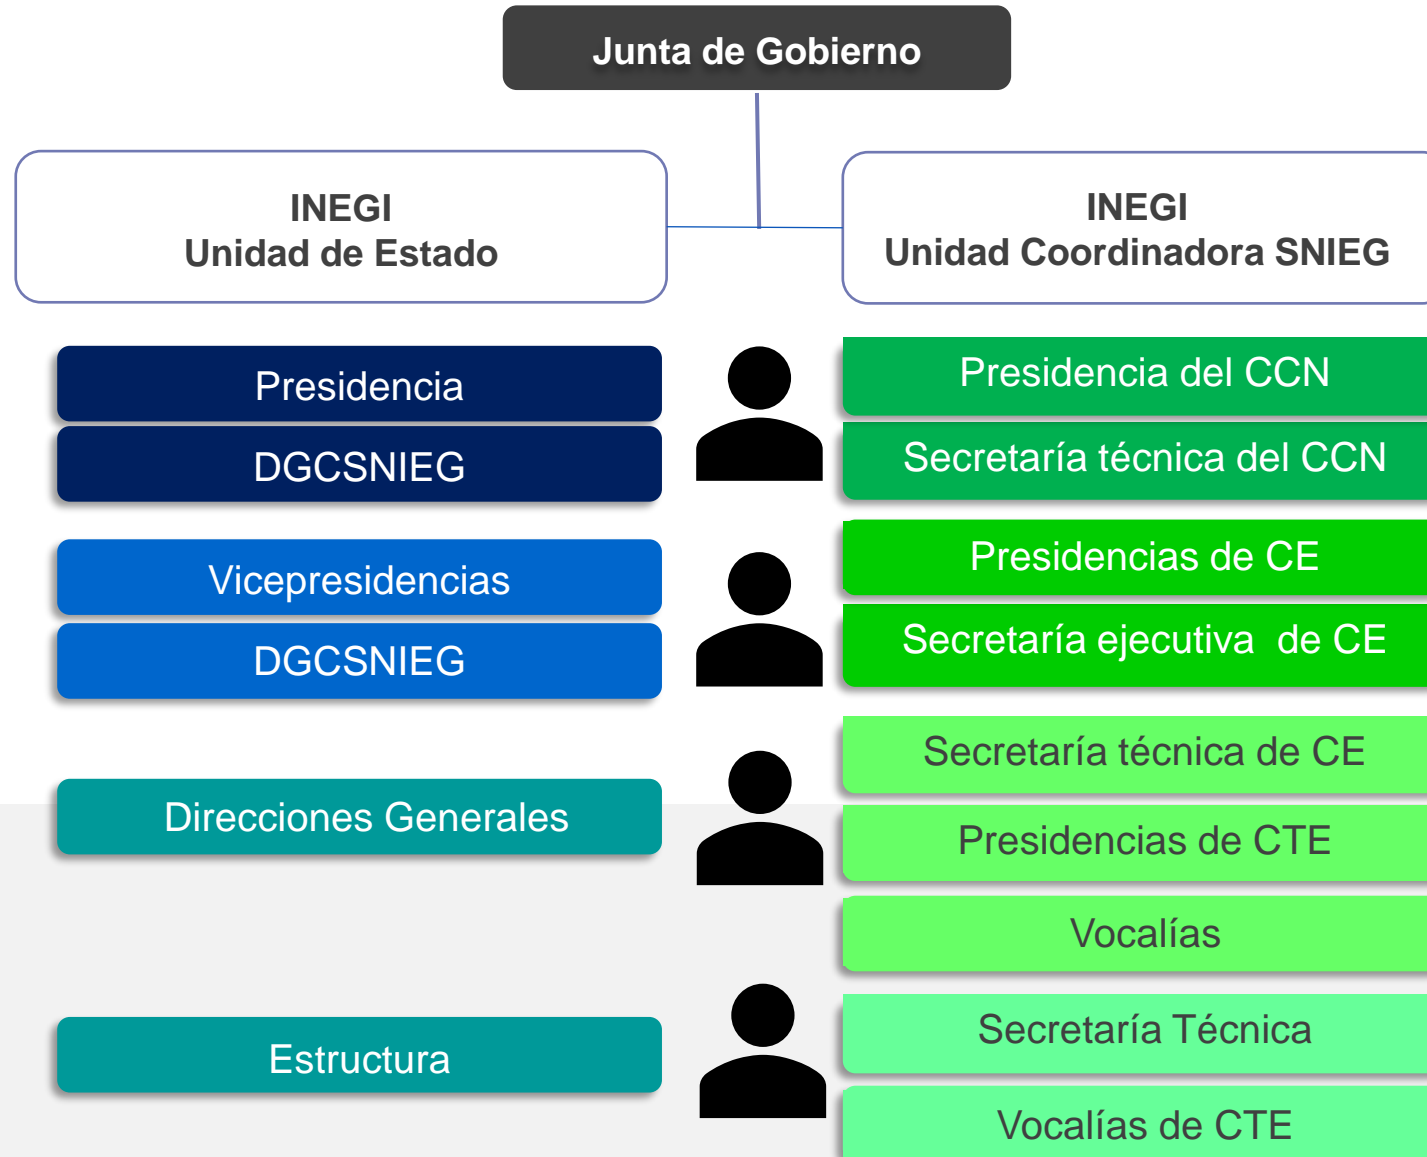 Junta de Gobierno
INEGI
Unidad de Estado
INEGI
Unidad Coordinadora SNIEG
Presidencia
DGCSNIEG
Presidencia del CCN
Secretaría técnica del CCN
Vicepresidencias
DGCSNIEG
Presidencias de CE
Secretaría ejecutiva  de CE
Direcciones Generales
Secretaría técnica de CE
Presidencias de CTE
Vocalías
Estructura
Secretaría Técnica
Vocalías de CTE